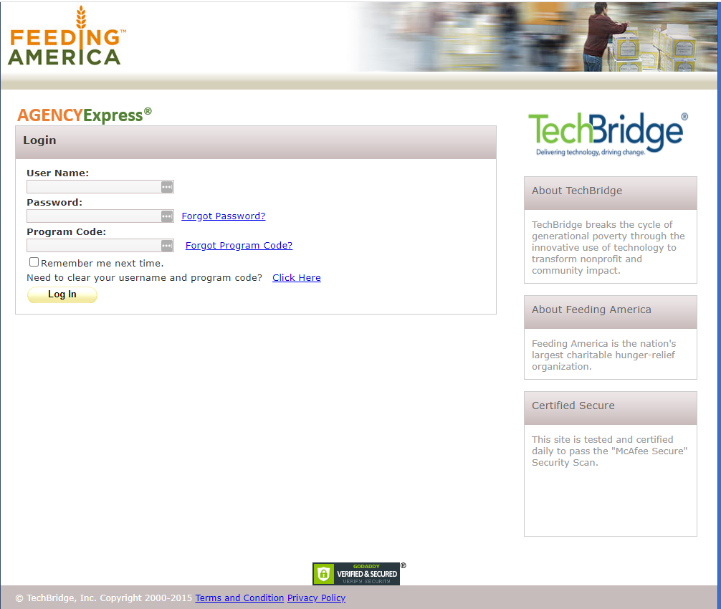 FEEDING™
AMERICA
AGENCYExpress®
Login
User Name:
Password:
Forgot Password?
Program Code:
Forgot Program Code?
Remember me next time.
Need to clear your username and program code? Click Here
Log In
TechBridge®
Delivering technology, driving change.
About TechBridge
TechBridge breaks the cycle of
generational poverty through the
innovative use of technology to
transform nonprofit and
community impact.
About Feeding America
Feeding America is the nation's
largest charitable hunger-relief
organization.
Certified Secure
This site is tested and certified
daily to pass the "McAfee Secure"
Security Scan.
GODADDY
VERIFIED & SECURED
VERIFY SECURITY
®
© TechBridge, Inc. Copyright 2000-2015 Terms and Condition Privacy Policy